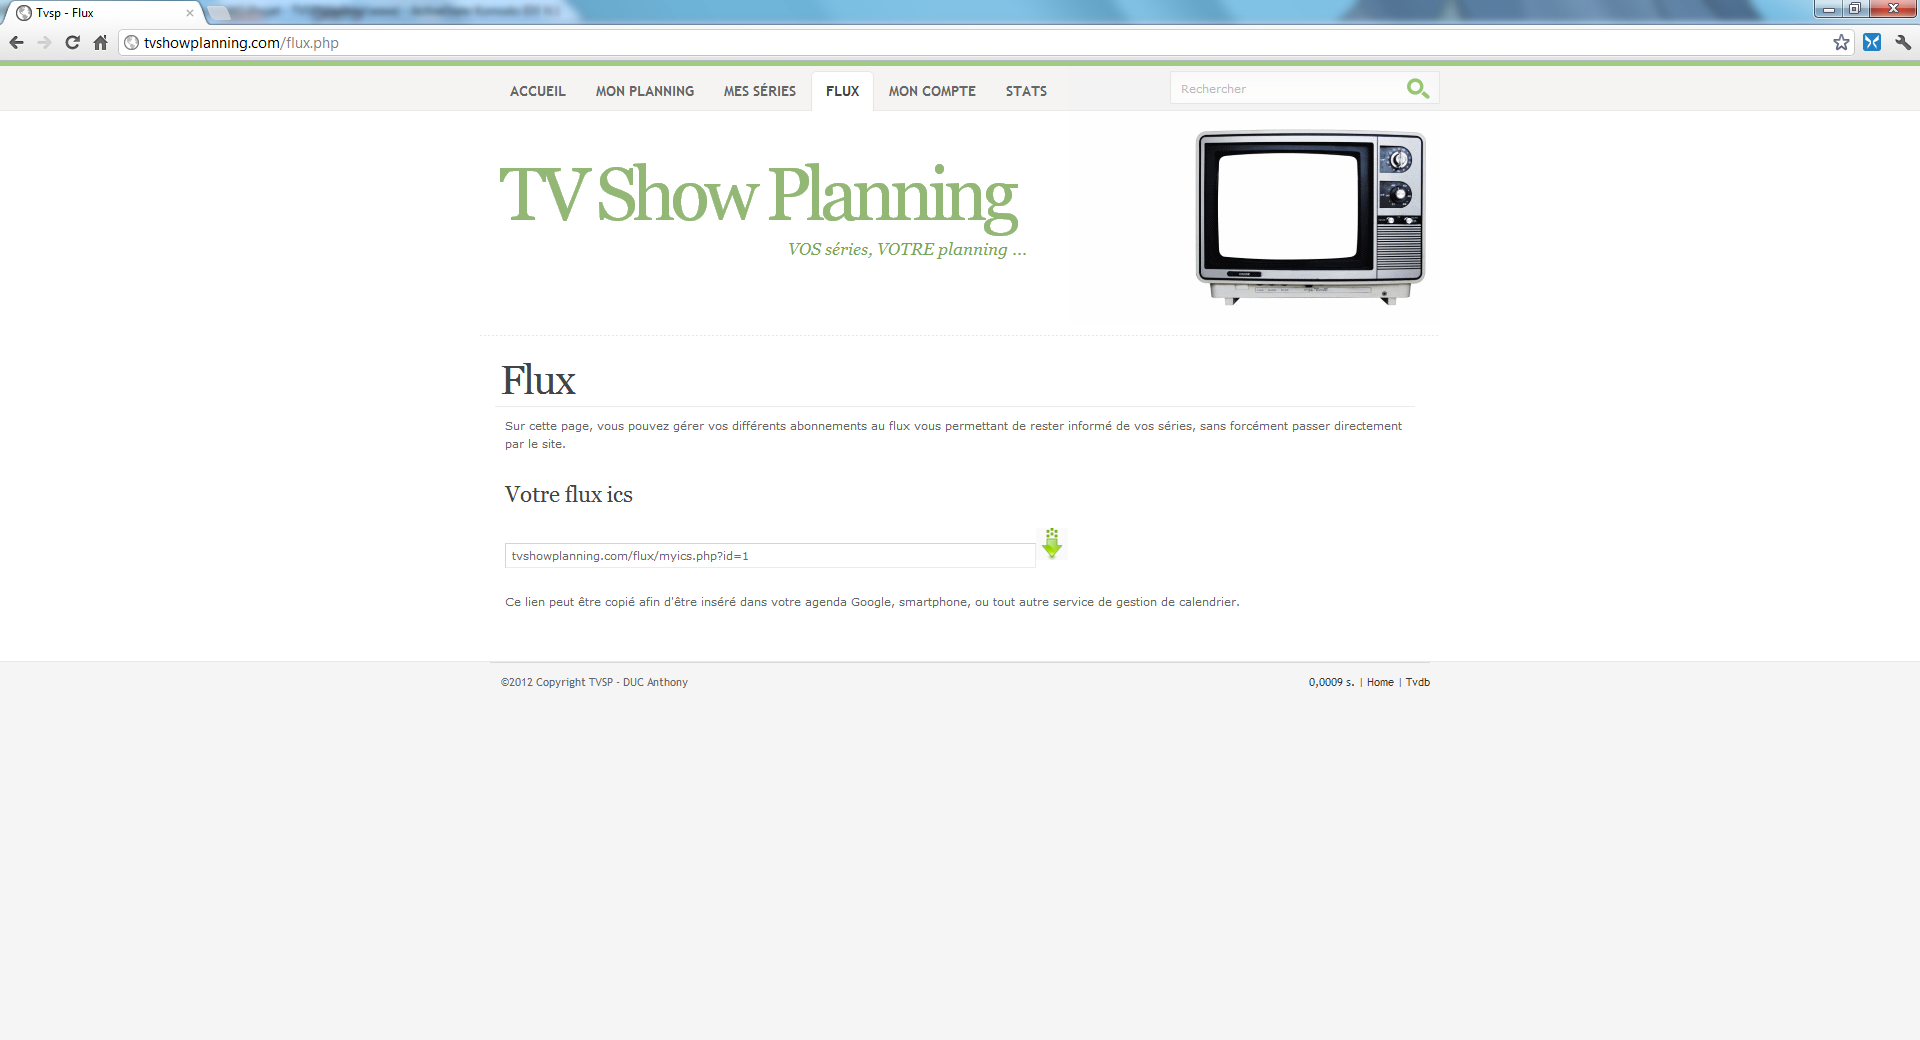 Tvsp - Flux
tvshowplanning.com/flux.php
ACCUEIL MON PLANNING MES SÉRIES FLUX MON COMPTE STATS
Rechercher
TV Show Planning
VOS séries, VOTRE planning ...
Flux
Sur cette page, vous pouvez gérer vos différents abonnements au flux vous permettant de rester informé de vos séries, sans forcément passer directement
par le site.
Votre flux ics
tvshowplanning.com/flux/myics.php?id=1
Ce lien peut être copié afin d'être inséré dans votre agenda Google, smartphone, ou tout autre service de gestion de calendrier.
©2012 Copyright TVSP - DUC Anthony
0,0009 s. | Home | Tvdb